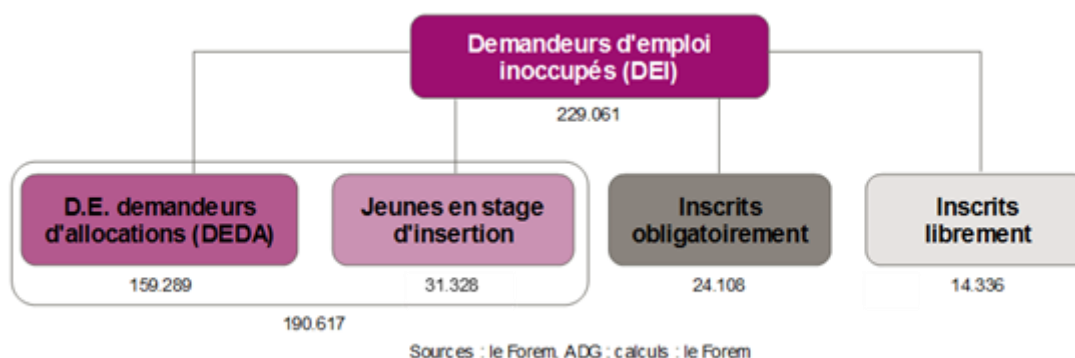 Demandeurs d'emploi
inoccupés (DEI)
229.061
D.E. demandeurs
d'allocations (DEDA)
Jeunes en stage
d'insertion
Inscrits
obligatoirement
Inscrits
librement
159.289
31.328
24.108
14.336
190.617
Sources : le Forem, ADG ; calculs : le Forem